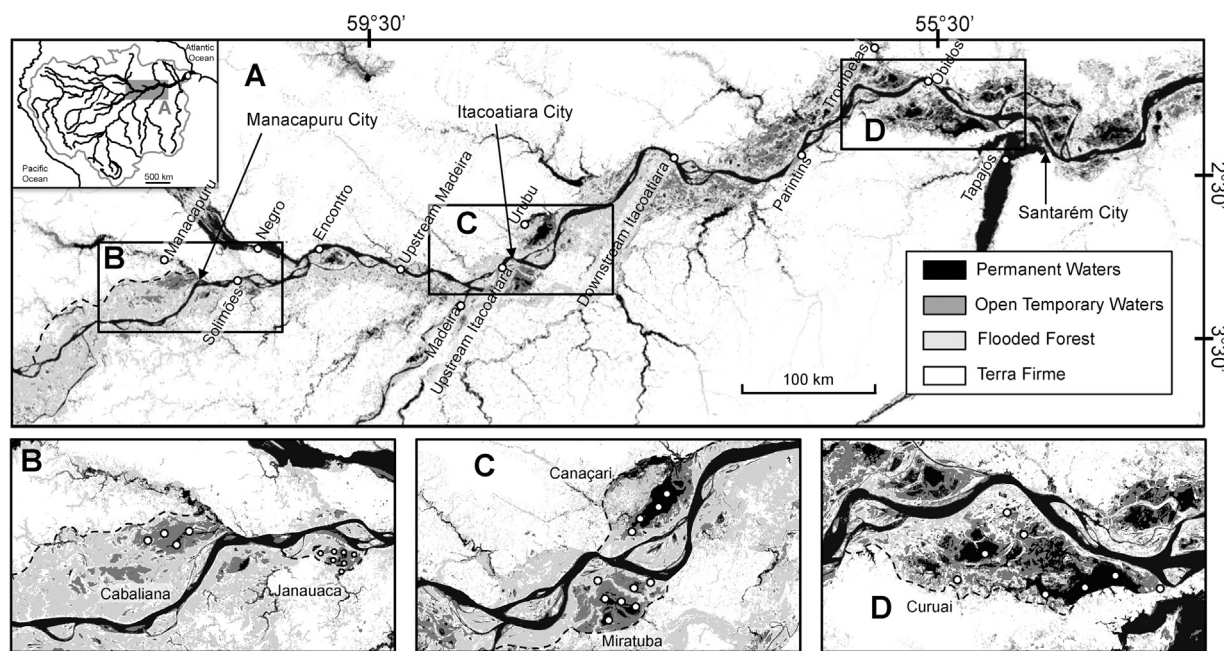 59°30'
55°30'
Atlantic
Ocean
A
Pacific
Ocean
500 km
A
Manacapuru City
Itacoatiara City
Manacapuru
Negro
Encontro
Upstream Madeira
Urubu
Downstream Itacoatiara
Parintins
Trombetas
Óbidos
D
Tapajós
Santarém City
2°30'
B
C
Solimões
Madeira
Upstream Itacoatiara
3°30'
100 km
Permanent Waters
Open Temporary Waters
Flooded Forest
Terra Firme
B
Cabaliana
Janauaca
C
Canaçari
Miratuba
D
Curuai